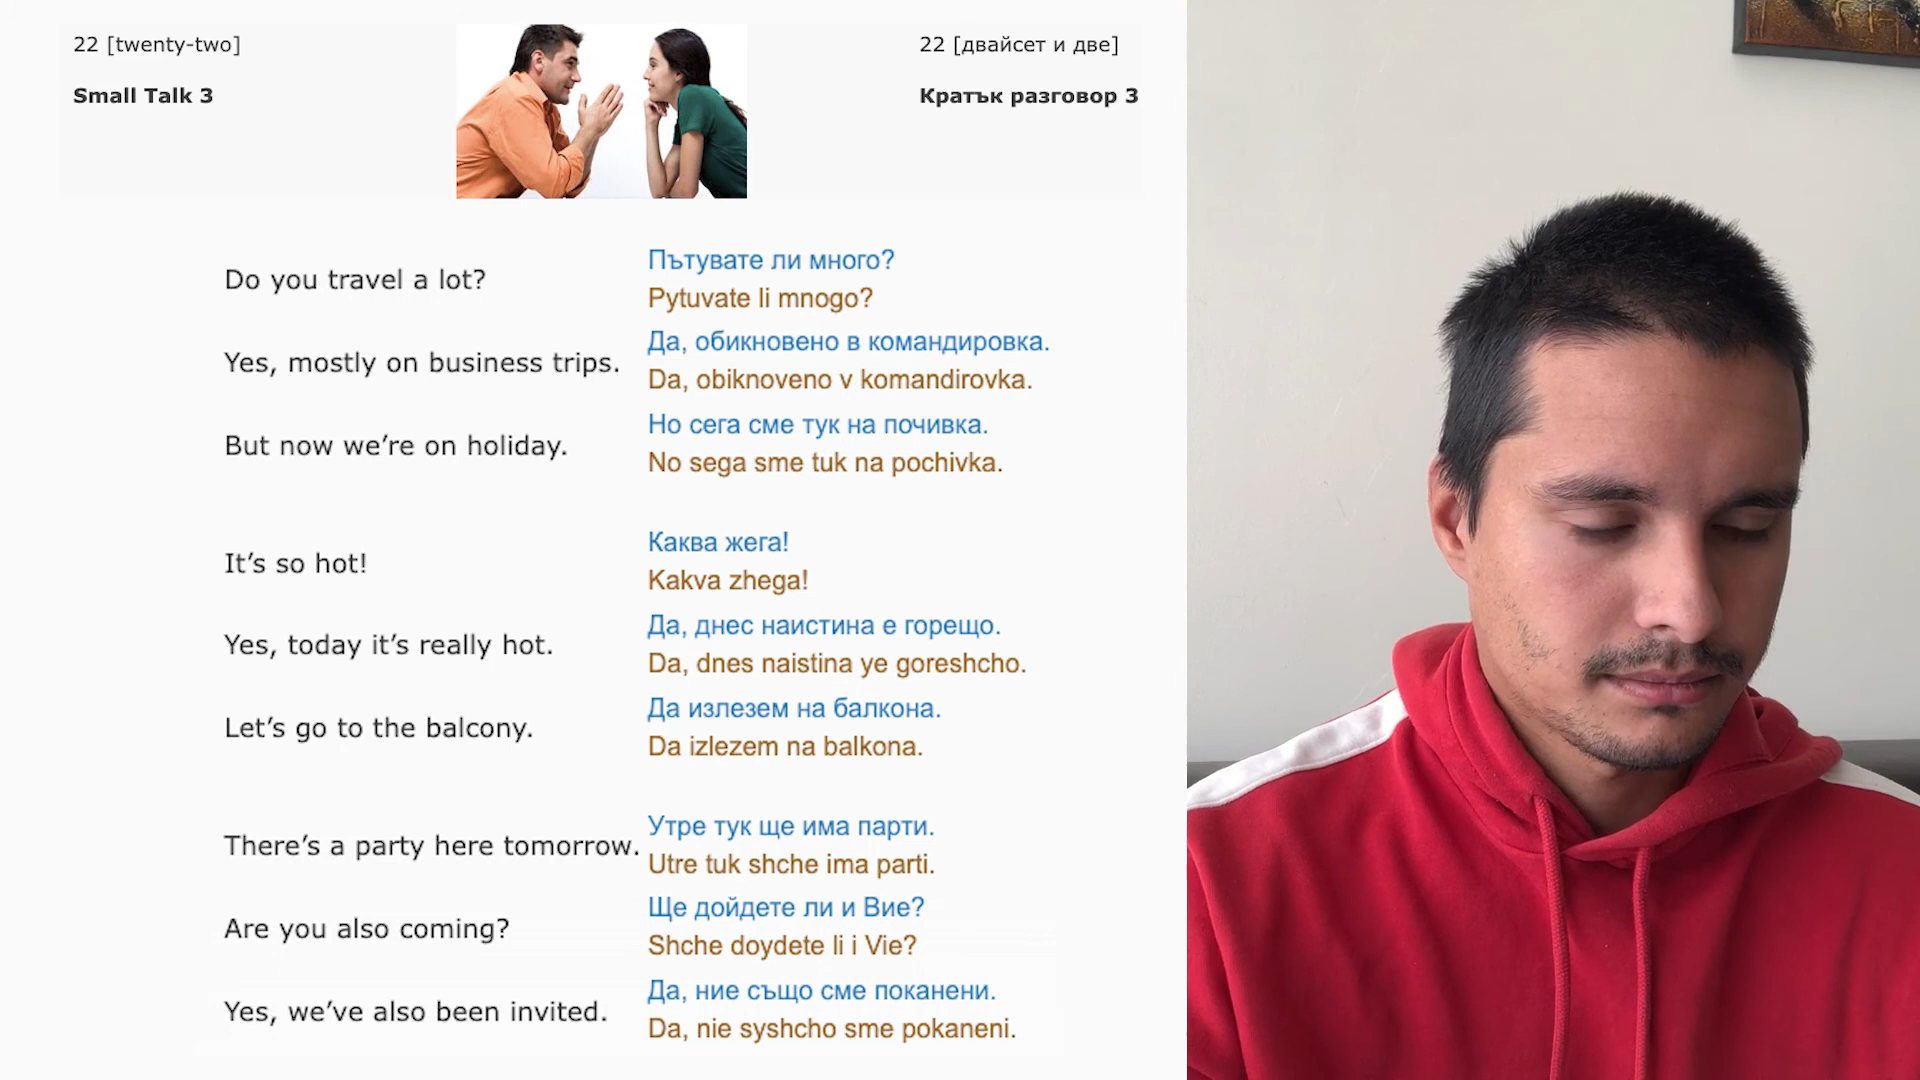 22 [twenty-two]
Small Talk 3
22 [двайсет и две]
Кратък разговор 3
Do you travel a lot?
Пътувате ли много?
Pytuvate li mnogo?
Yes, mostly on business trips.
Да, обикновено в командировка.
Da, obiknoveno v komandirovka.
But now we’re on holiday.
Но сега сме тук на почивка.
No sega sme tuk na pochivka.
It’s so hot!
Каква жега!
Kakva zhega!
Yes, today it’s really hot.
Да, днес наистина е горещо.
Da, dnes naistina ye goreshcho.
Let’s go to the balcony.
Да излезем на балкона.
Da izlezem na balkona.
There’s a party here tomorrow.
Утре тук ще има парти.
Utre tuk shche ima parti.
Are you also coming?
Ще дойдете ли и Вие?
Shche doydete li i Vie?
Yes, we’ve also been invited.
Да, ние също сме поканени.
Da, nie syshcho sme pokaneni.